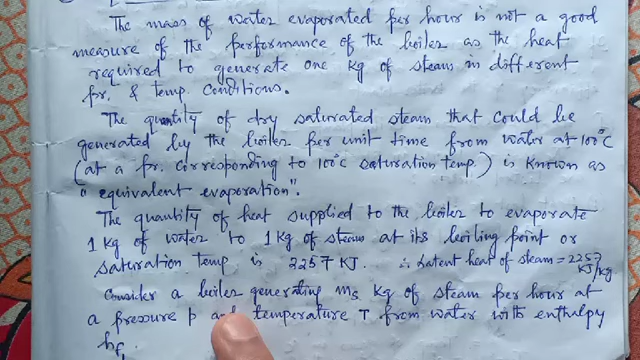 The mass of water evaporated per hour is not a good
measure of the performance of the boiler as the heat
required to generate one kg of steam in different
pr. & temp. conditions.
The quantity of dry saturated steam that could be
generated by the boiler per unit time from water at 100°C
(at a pr. corresponding to 100°C saturation temp.) is known as
"equivalent evaporation".
The quantity of heat supplied to the boiler to evaporate
1 kg of water to 1 kg of steam at its boiling point or
saturation temp is 2257 KJ. ∴ Latent heat of steam = 2257 KJ/kg
Consider a boiler generating ms kg of steam per hour at
a pressure p and temperature T from water with enthalpy
hf1